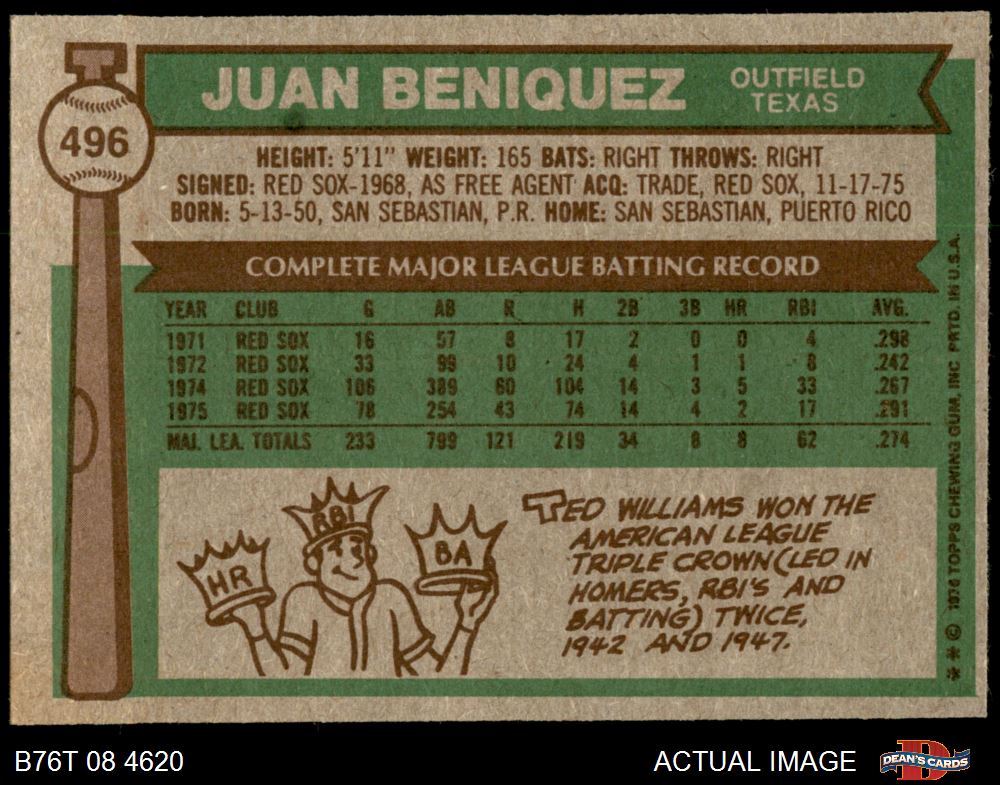 496
JUAN BENIQUEZ
OUTFIELD
TEXAS
HEIGHT: 5'11" WEIGHT: 165 BATS: RIGHT THROWS: RIGHT
SIGNED: RED SOX-1968, AS FREE AGENT ACQ: TRADE, RED SOX, 11-17-75
BORN: 5-13-50, SAN SEBASTIAN, P.R. HOME: SAN SEBASTIAN, PUERTO RICO
COMPLETE MAJOR LEAGUE BATTING RECORD
YEAR CLUB G AB R H 2B 3B HR RBI AVG.
1971 RED SOX 16 57 8 17 2 0 0 4 .298
1972 RED SOX 33 99 10 24 4 1 1 8 .242
1974 RED SOX 106 389 60 104 14 3 5 33 .267
1975 RED SOX 78 254 43 74 14 4 2 17 .291
MAJ. LEA. TOTALS 233 799 121 219 34 8 8 62 .274
HR
RBI
BA
TED WILLIAMS WON THE
AMERICAN LEAGUE
TRIPLE CROWN (LED IN
HOMERS, RBI'S AND
BATTING) TWICE,
1942 AND 1947.
** © 1976 TOPPS CHEWING GUM, INC PRTD. IN U.S.A.
B76T 08 4620
ACTUAL IMAGE
D
DEAN'S CARDS